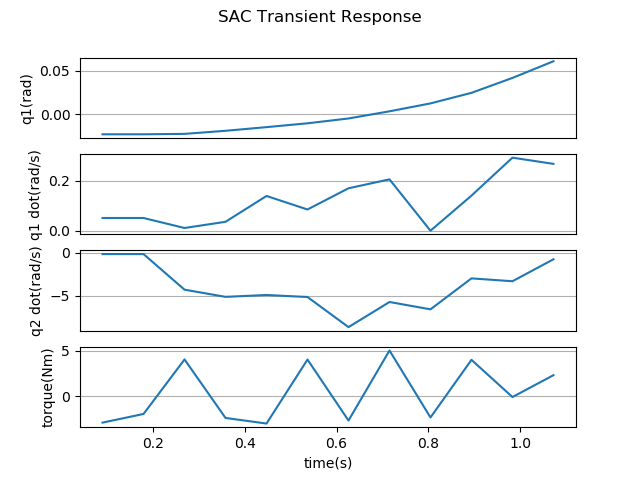 SAC Transient Response
q1(rad)
0.05
0.00
q1 dot(rad/s)
0.2
0.0
q2 dot(rad/s)
0
−5
torque(Nm)
5
0
0.2 0.4 0.6 0.8 1.0
time(s)